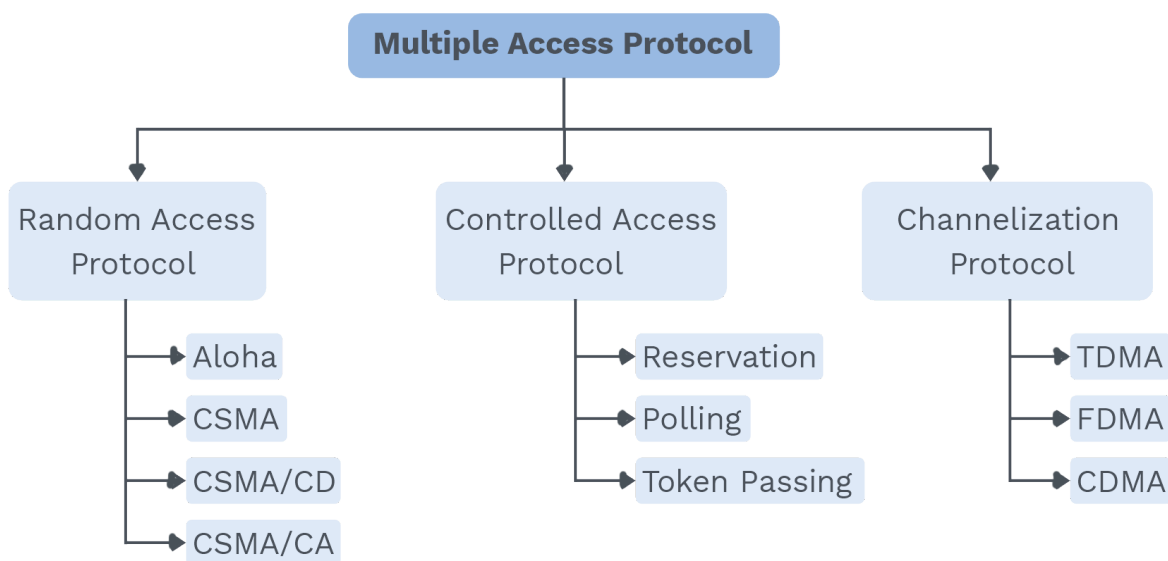 Multiple Access Protocol
Random Access
Protocol
Controlled Access
Protocol
Channelization
Protocol
Aloha
CSMA
CSMA/CD
CSMA/CA
Reservation
Polling
Token Passing
TDMA
FDMA
CDMA